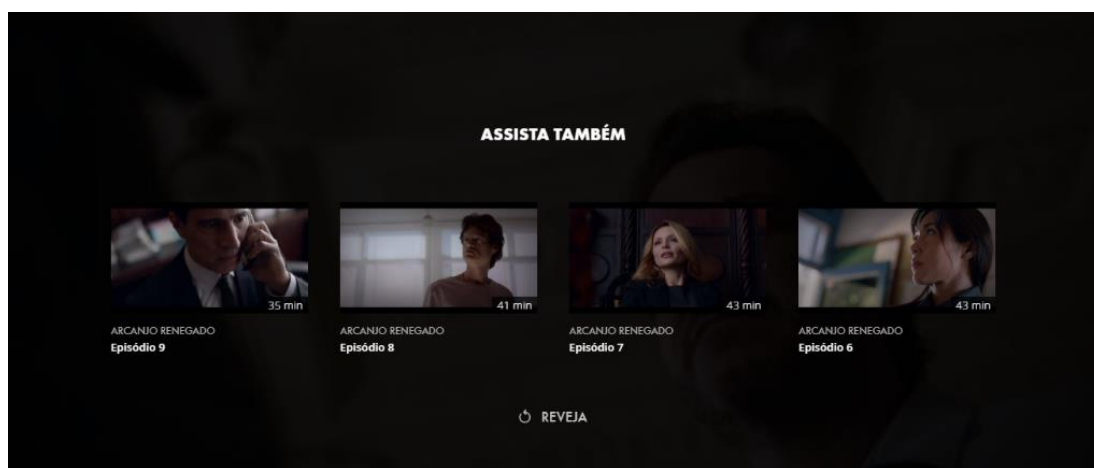 ASSISTA TAMBÉM
35 min
41 min
43 min
43 min
ARCANJO RENEGADO
Episódio 9
ARCANJO RENEGADO
Episódio 8
ARCANJO RENEGADO
Episódio 7
ARCANJO RENEGADO
Episódio 6
REVEJA